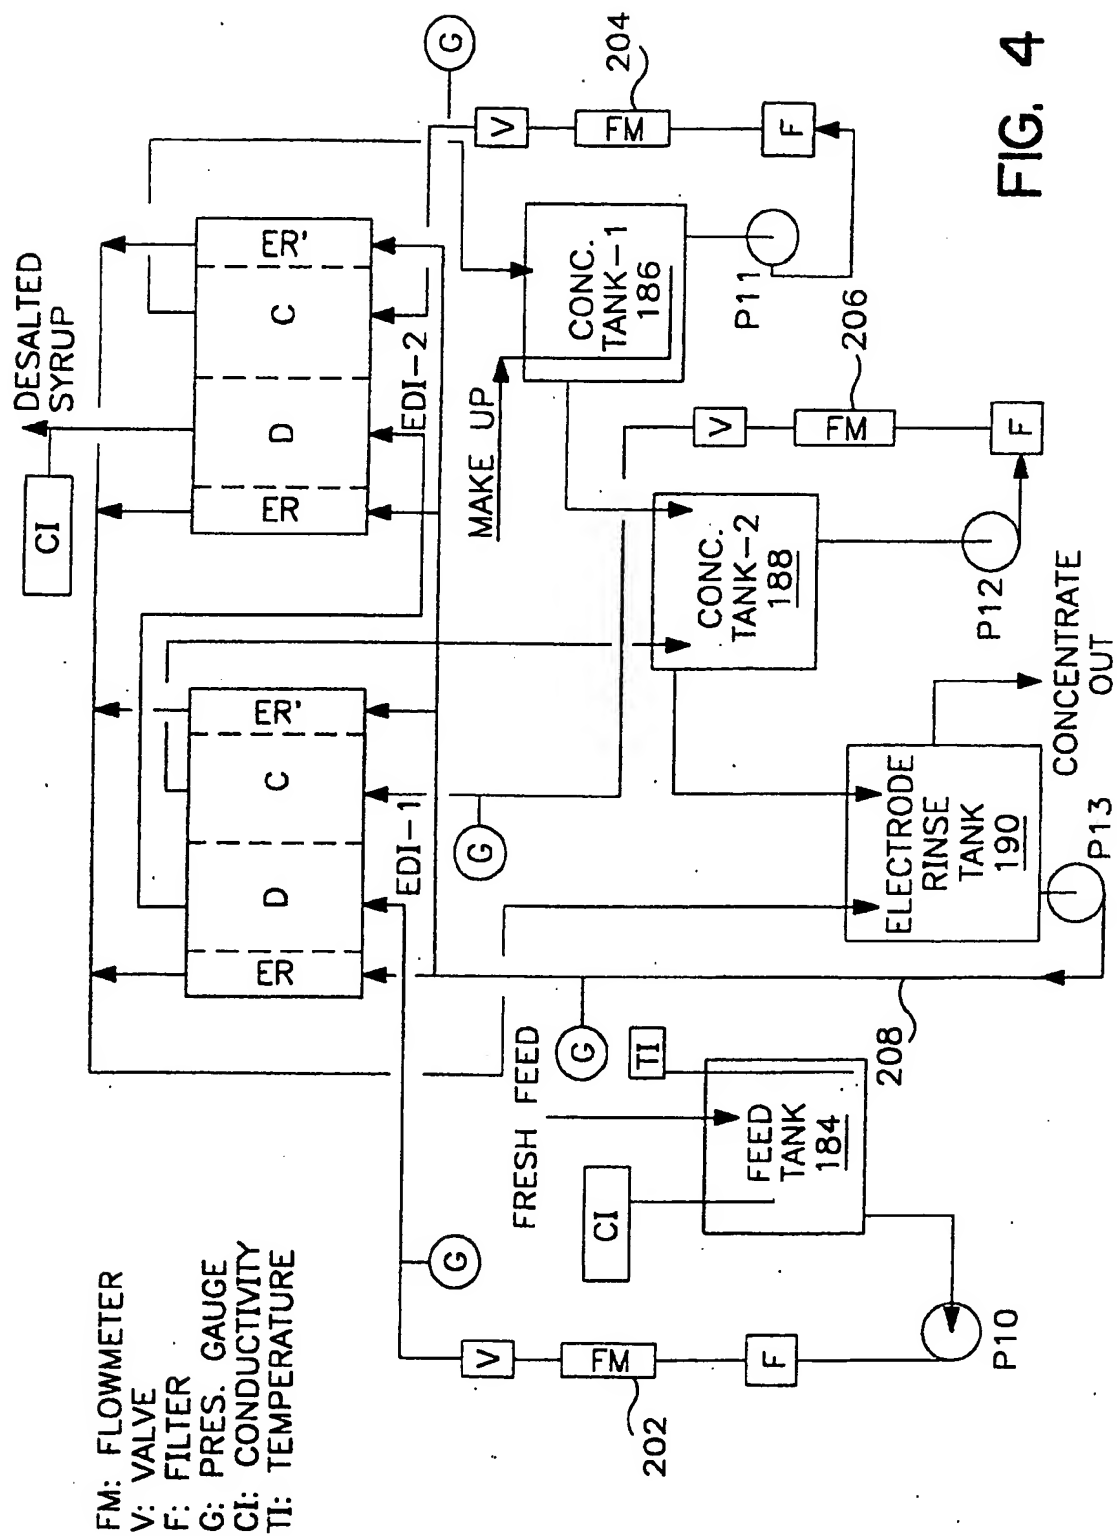 FM: FLOWMETER
V: VALVE
F: FILTER
G: PRES. GAUGE
CI: CONDUCTIVITY
TI: TEMPERATURE
CI
DESALTED
SYRUP
ER
D
C
ER'
ER
D
C
ER'
EDI-1
EDI-2
G
G
G
G
V
FM
202
F
P10
CI
FRESH FEED
TI
FEED
TANK
184
208
ELECTRODE
RINSE
TANK
190
P13
CONCENTRATE
OUT
CONC.
TANK-2
188
P12
F
FM
206
V
MAKE UP
CONC.
TANK-1
186
P11
F
FM
204
V
FIG. 4